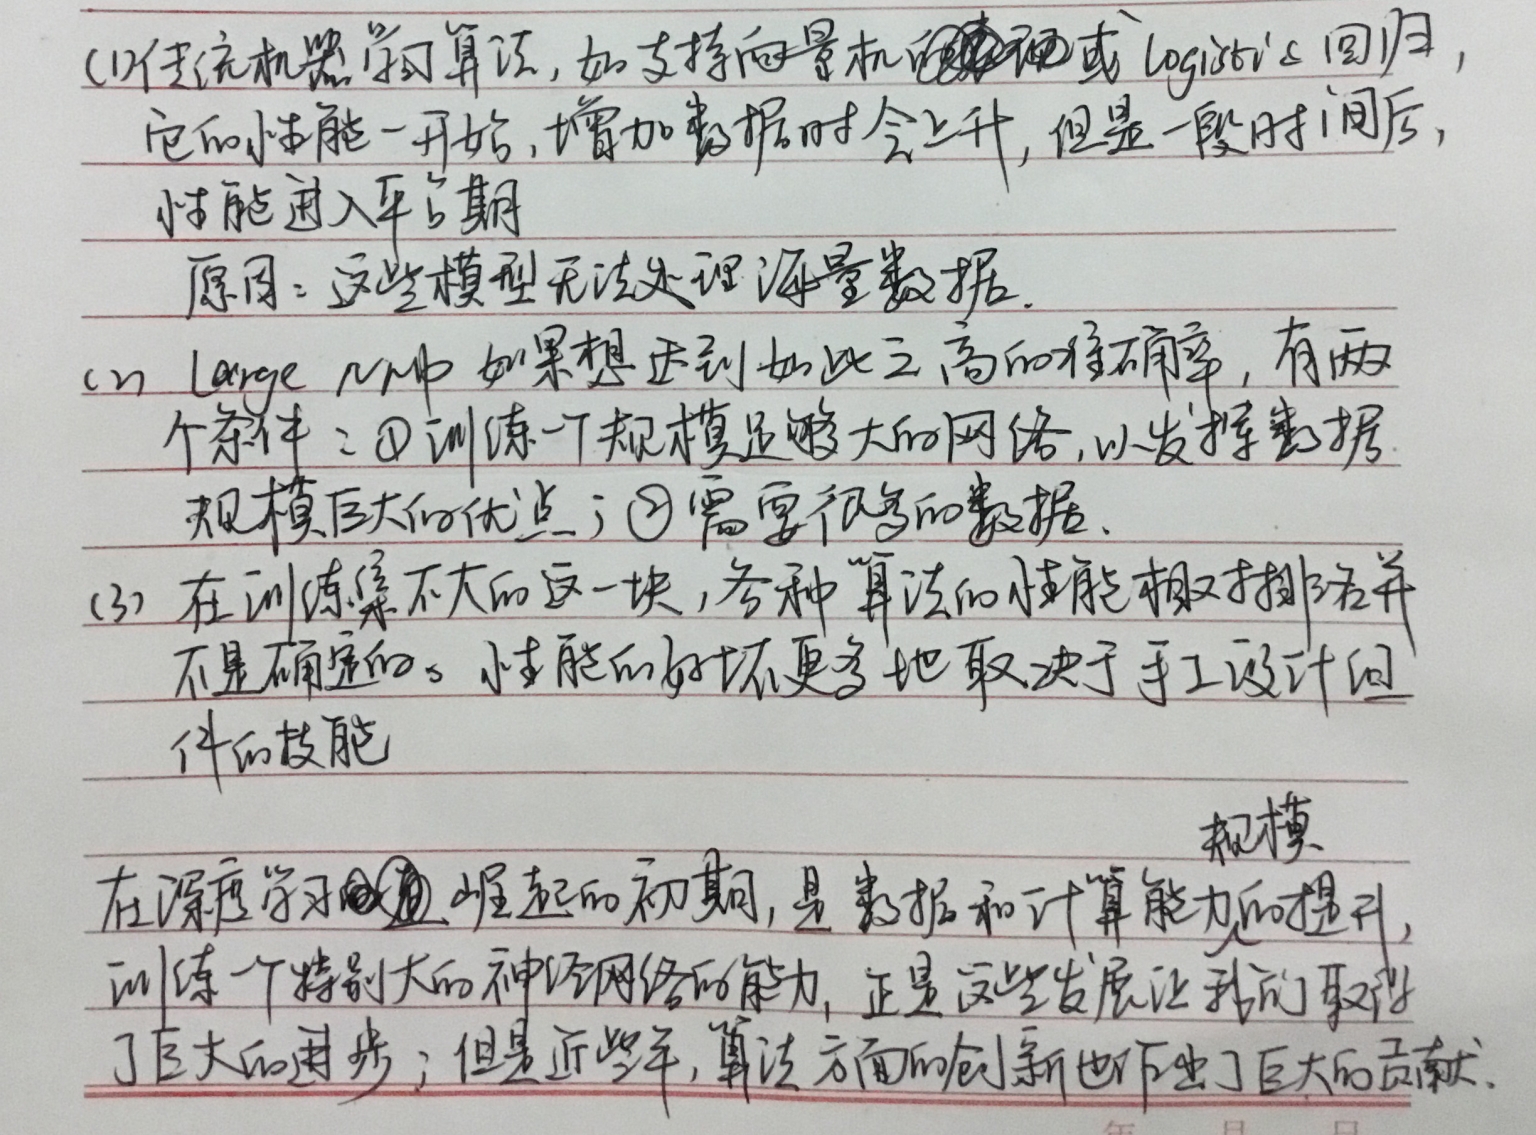 (1)传统机器学习算法,如支持向量机或Logistic回归,
它的性能一开始,增加数据时会上升,但是一段时间后,
性能进入平台期
原因:这些模型无法处理海量数据.
(2) Large NN 如果想达到如此之高的准确率,有两
个条件:①训练一个规模足够大的网络,以发挥数据
规模巨大的优点;②需要很多的数据.
(3) 在训练集不大的这一块,各种算法的性能相对排名并
不是确定的。性能的好坏更多地取决于手工设计组
件的技能
规模
在深度学习崛起的初期,是数据和计算能力的提升,
训练一个特别大的神经网络的能力,正是这些发展让我们取得
了巨大的进步;但是近些年,算法方面的创新也作出了巨大的贡献.
年 月 日